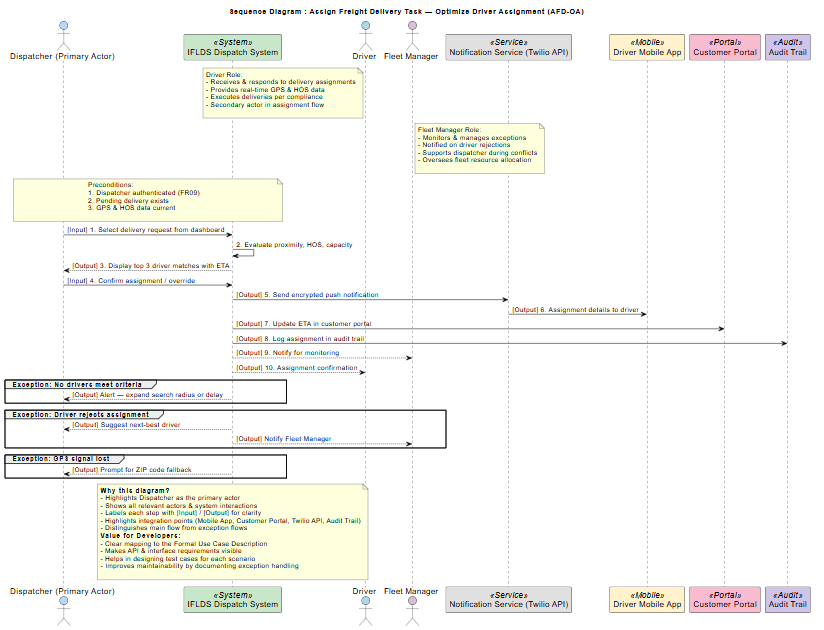 Sequence Diagram : Assign Freight Delivery Task — Optimize Driver Assignment (AFD-OA)
Dispatcher (Primary Actor)
«System»
IFLDS Dispatch System
Driver
Fleet Manager
«Service»
Notification Service (Twilio API)
«Mobile»
Driver Mobile App
«Portal»
Customer Portal
«Audit»
Audit Trail
Driver Role:
- Receives & responds to delivery assignments
- Provides real-time GPS & HOS data
- Executes deliveries per compliance
- Secondary actor in assignment flow
Fleet Manager Role:
- Monitors & manages exceptions
- Notified on driver rejections
- Supports dispatcher during conflicts
- Oversees fleet resource allocation
Preconditions:
1. Dispatcher authenticated (FR09)
2. Pending delivery exists
3. GPS & HOS data current
[Input] 1. Select delivery request from dashboard
2. Evaluate proximity, HOS, capacity
[Output] 3. Display top 3 driver matches with ETA
[Input] 4. Confirm assignment / override
[Output] 5. Send encrypted push notification
[Output] 6. Assignment details to driver
[Output] 7. Update ETA in customer portal
[Output] 8. Log assignment in audit trail
[Output] 9. Notify for monitoring
[Output] 10. Assignment confirmation
Exception: No drivers meet criteria
[Output] Alert — expand search radius or delay
Exception: Driver rejects assignment
[Output] Suggest next-best driver
[Output] Notify Fleet Manager
Exception: GPS signal lost
[Output] Prompt for ZIP code fallback
Why this diagram?
- Highlights Dispatcher as the primary actor
- Shows all relevant actors & system interactions
- Labels each step with [Input] / [Output] for clarity
- Highlights integration points (Mobile App, Customer Portal, Twilio API, Audit Trail)
- Distinguishes main flow from exception flows
Value for Developers:
- Clear mapping to the Formal Use Case Description
- Makes API & interface requirements visible
- Helps in designing test cases for each scenario
- Improves maintainability by documenting exception handling
Dispatcher (Primary Actor)
«System»
IFLDS Dispatch System
Driver
Fleet Manager
«Service»
Notification Service (Twilio API)
«Mobile»
Driver Mobile App
«Portal»
Customer Portal
«Audit»
Audit Trail